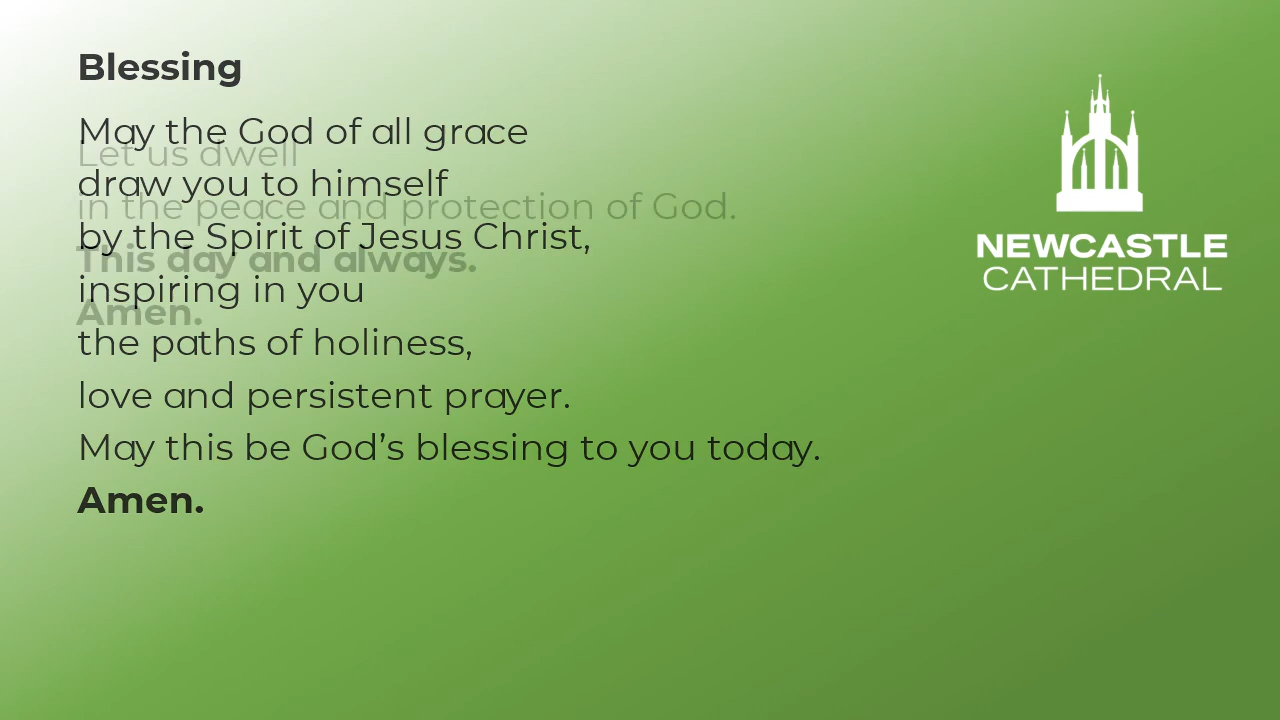 Blessing
May the God of all grace
Let us dwell
draw you to himself
in the peace and protection of God.
by the Spirit of Jesus Christ,
This day and always.
inspiring in you
Amen.
the paths of holiness,
love and persistent prayer.
May this be God’s blessing to you today.
Amen.
NEWCASTLE
CATHEDRAL